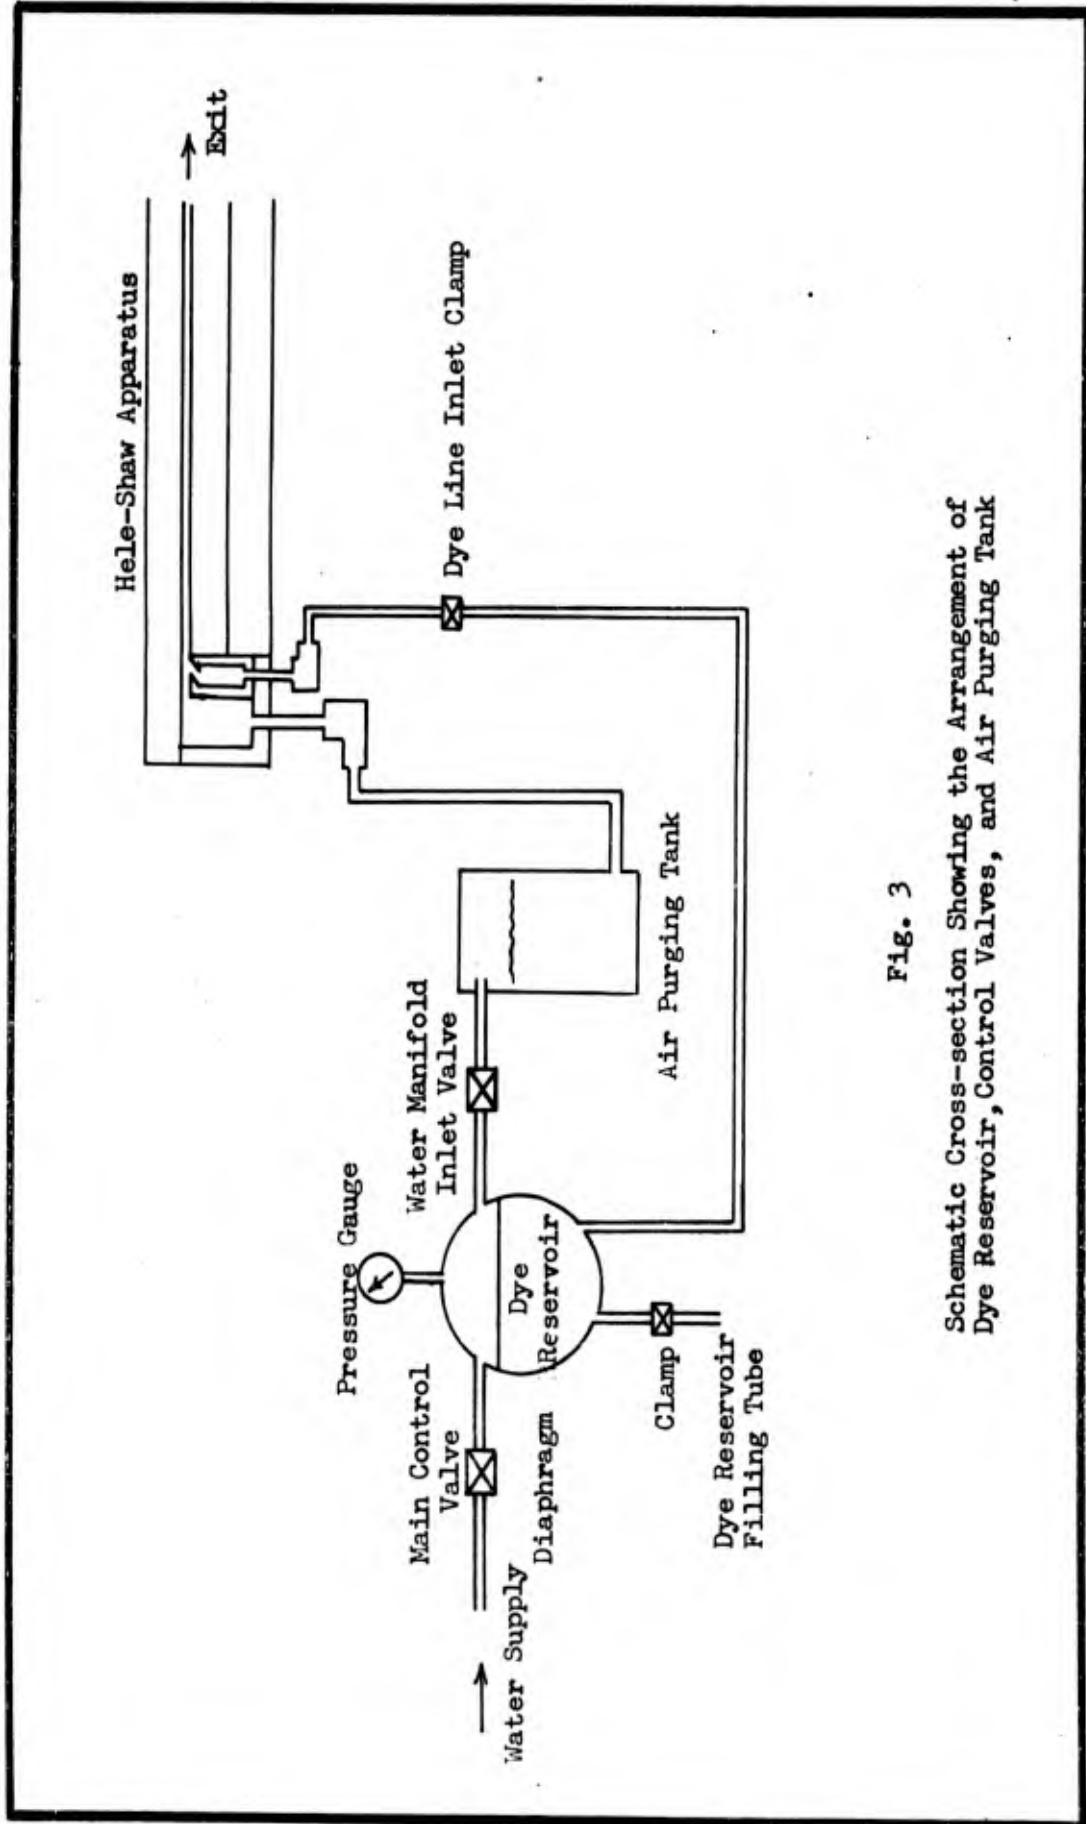 Hele-Shaw Apparatus
Exit
Dye Line Inlet Clamp
Pressure Gauge
Water Manifold
Inlet Valve
Main Control
Valve
Water Supply
Diaphragm
Dye
Reservoir
Air Purging Tank
Clamp
Dye Reservoir
Filling Tube
Fig. 3
Schematic Cross-section Showing the Arrangement of
Dye Reservoir, Control Valves, and Air Purging Tank